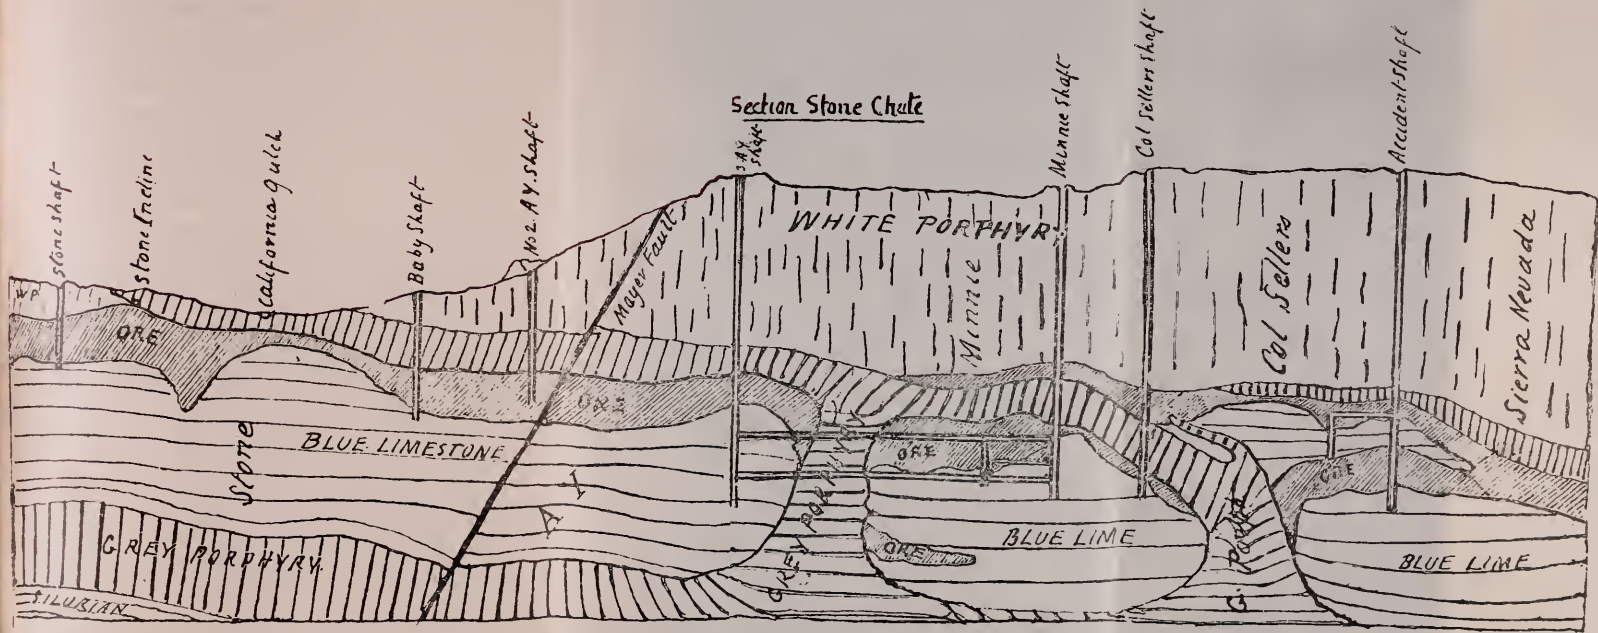 Section Stone Chute
Stone shaft
Stone Incline
California gulch
Baby Shaft
No 2. A.Y. Shaft
3 A.Y. Shaft
Minnie Shaft
Col Sellers shaft
Accident shaft
W P
ORE
Mayer Fault
WHITE PORPHYR.
Minnie
Col Sellers
Sierra Nevada
ORE
ORE
ORE
BLUE LIMESTONE
Stone
A Y
GREY PORPHYRY
BLUE LIME
ORE
G. PORPH
BLUE LIME
GREY PORPHYRY.
SILURIAN